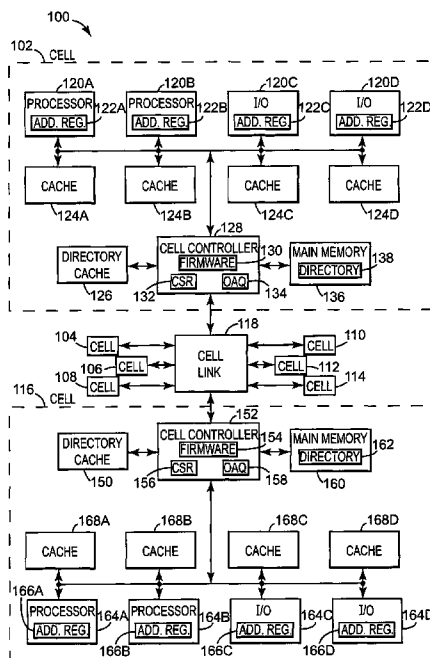 100
102 CELL
120A 120B 120C 120D
PROCESSOR PROCESSOR I/O I/O
ADD. REG. 122A ADD. REG. 122B ADD. REG. 122C ADD. REG. 122D
CACHE CACHE CACHE CACHE
124A 124B 124C 124D
128
CELL CONTROLLER 130
DIRECTORY CACHE FIRMWARE MAIN MEMORY 138
CSR OAQ DIRECTORY
126 132 134 136
118
104 CELL CELL 110
106 CELL CELL LINK CELL 112
108 CELL CELL 114
116 CELL
152
CELL CONTROLLER 154
DIRECTORY CACHE FIRMWARE MAIN MEMORY 162
CSR OAQ DIRECTORY
150 156 158 160
168A 168B 168C 168D
CACHE CACHE CACHE CACHE
166A 164A 164B 164C 164D
PROCESSOR PROCESSOR I/O I/O
ADD. REG. ADD. REG. ADD. REG. ADD. REG.
166B 166C 166D